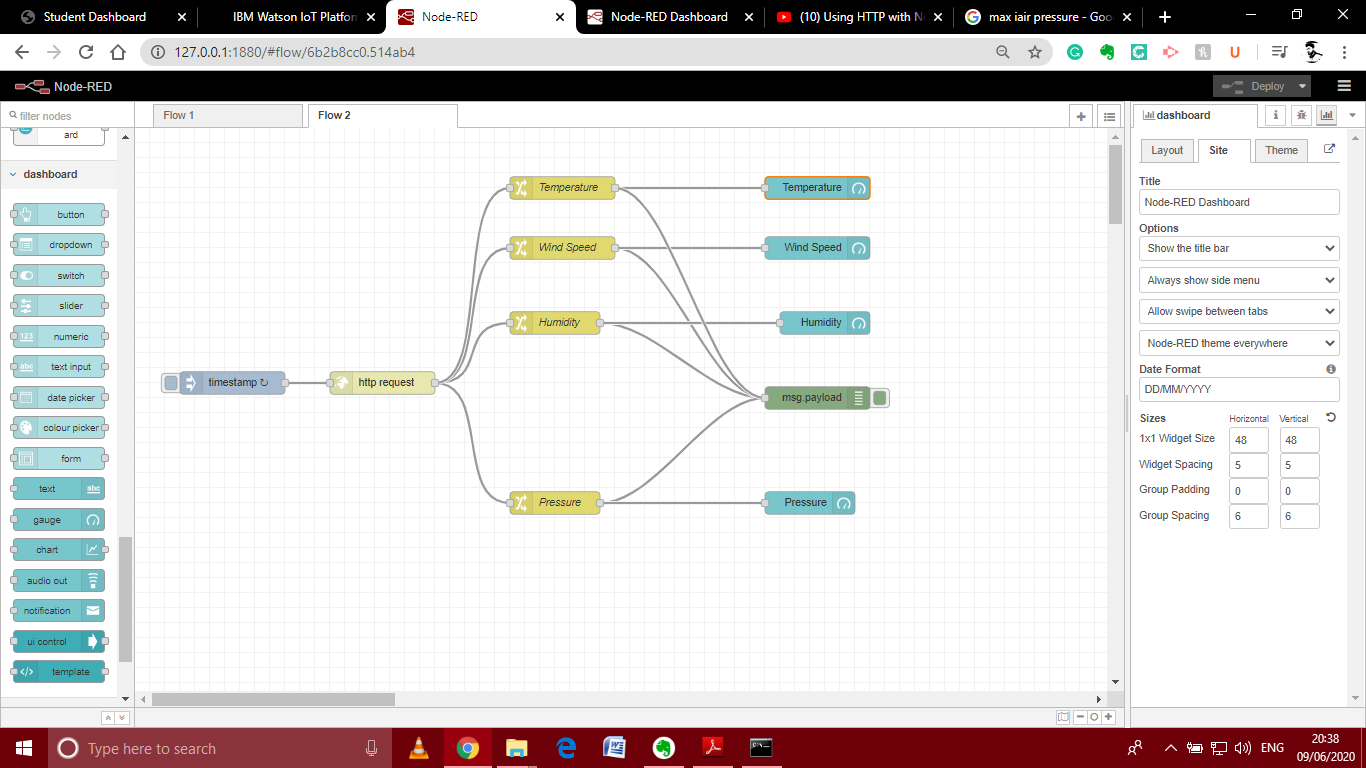 Student Dashboard
IBM Watson IoT Platfor
Node-RED
Node-RED Dashboard
(10) Using HTTP with N
max iair pressure - Goo
127.0.0.1:1880/#flow/6b2b8cc0.514ab4
Node-RED
Deploy
filter nodes
ard
dashboard
button
dropdown
switch
slider
numeric
text input
date picker
colour picker
form
text
gauge
chart
audio out
notification
ui control
template
Flow 1
Flow 2
Temperature
Temperature
Wind Speed
Wind Speed
Humidity
Humidity
timestamp ↻
http request
msg.payload
Pressure
Pressure
dashboard
Layout
Site
Theme
Title
Node-RED Dashboard
Options
Show the title bar
Always show side menu
Allow swipe between tabs
Node-RED theme everywhere
Date Format
DD/MM/YYYY
Sizes Horizontal Vertical
1x1 Widget Size 48 48
Widget Spacing 5 5
Group Padding 0 0
Group Spacing 6 6
Type here to search
ENG
20:38
09/06/2020